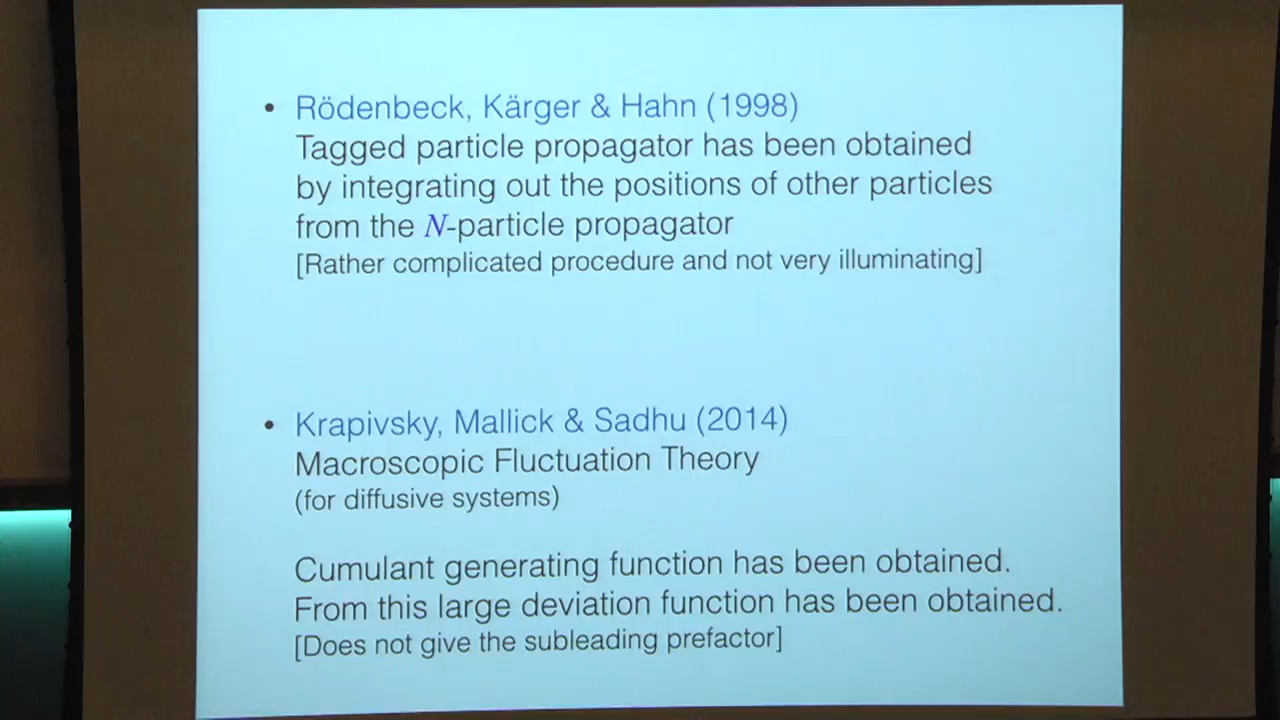 • Rödenbeck, Kärger & Hahn (1998)
Tagged particle propagator has been obtained
by integrating out the positions of other particles
from the N-particle propagator
[Rather complicated procedure and not very illuminating]
• Krapivsky, Mallick & Sadhu (2014)
Macroscopic Fluctuation Theory
(for diffusive systems)
Cumulant generating function has been obtained.
From this large deviation function has been obtained.
[Does not give the subleading prefactor]